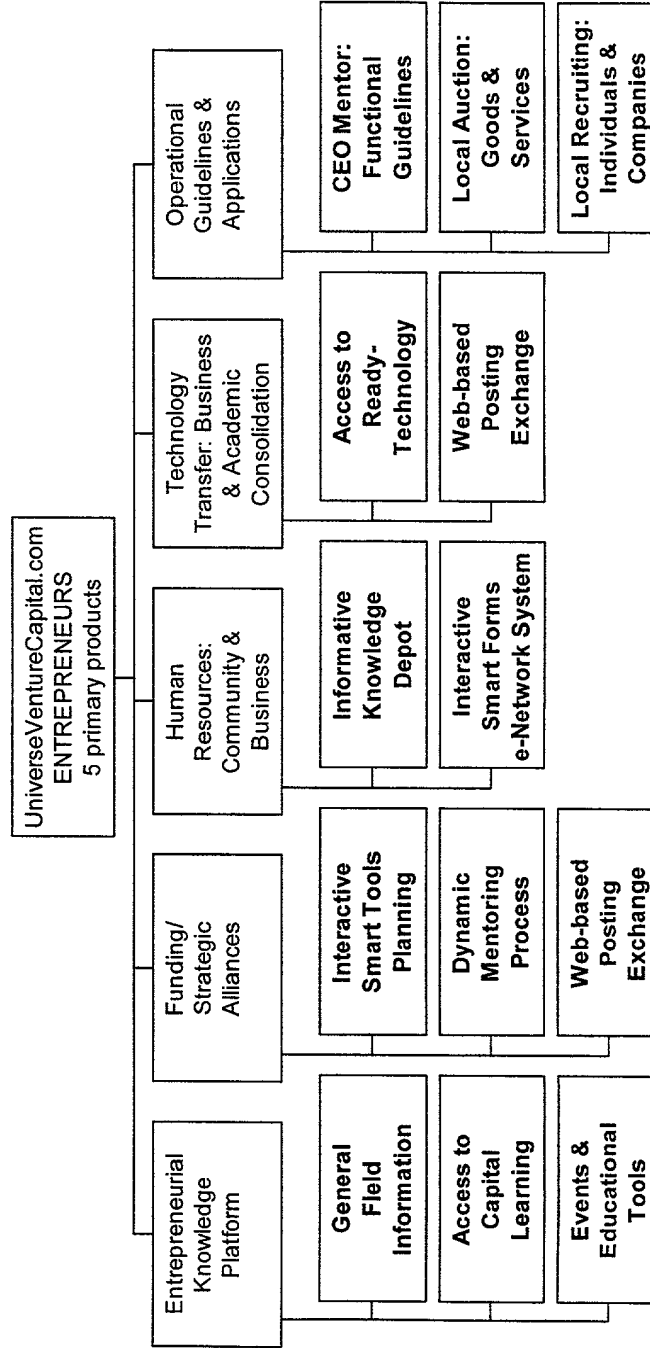 UniverseVentureCapital.com
ENTREPRENEURS
5 primary products
Entrepreneurial
Knowledge
Platform
General
FIeld
Information
Access to
Capital
Learning
Events &
Educational
Tools
Funding/
Strategic
Alliances
Interactive
Smart Tools
Planning
Dynamic
Mentoring
Process
Web-based
Posting
Exchange
Human
Resources:
Community &
Business
Informative
Knowledge
Depot
Interactive
Smart Forms
e-Network System
Technology
Transfer: Business
& Academic
Consolidation
Access to
Ready-
Technology
Web-based
Posting
Exchange
Operational
Guidelines &
Applications
CEO Mentor:
Functional
Guidelines
Local Auction:
Goods &
Services
Local Recruiting:
Individuals &
Companies